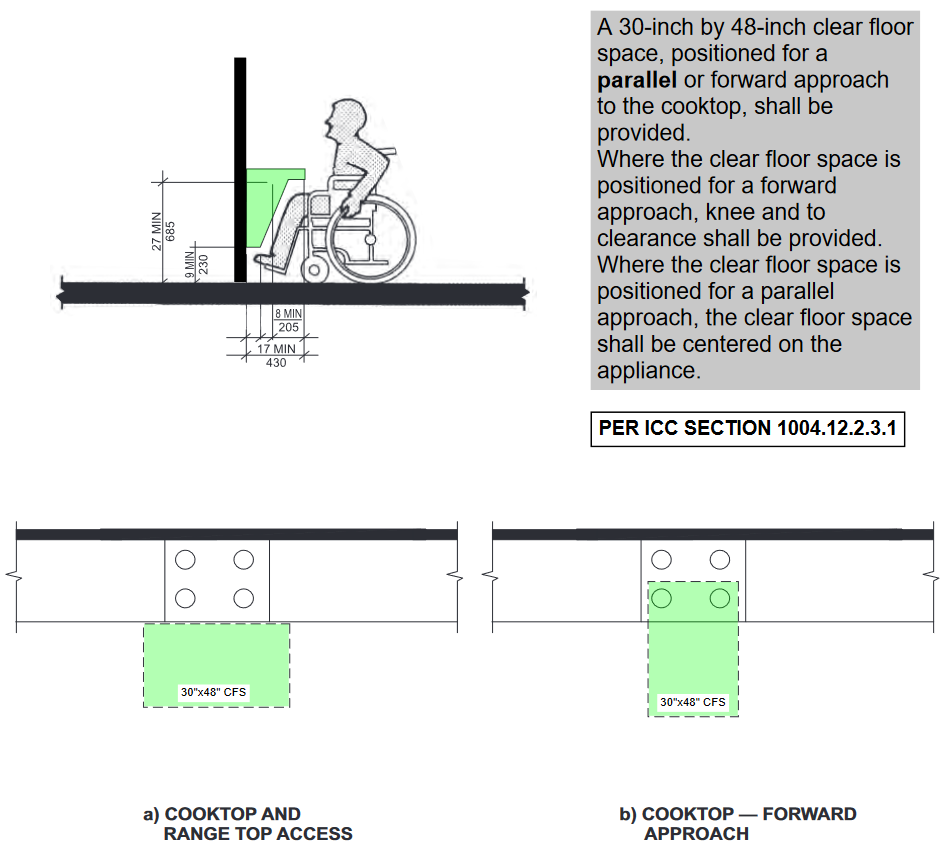 A 30-inch by 48-inch clear floor
space, positioned for a
parallel or forward approach
to the cooktop, shall be
provided.
Where the clear floor space is
positioned for a forward
approach, knee and to
clearance shall be provided.
Where the clear floor space is
positioned for a parallel
approach, the clear floor space
shall be centered on the
appliance.
PER ICC SECTION 1004.12.2.3.1
27 MIN
685
9 MIN
230
8 MIN
205
17 MIN
430
30"x48" CFS
30"x48" CFS
a) COOKTOP AND
RANGE TOP ACCESS
b) COOKTOP — FORWARD
APPROACH